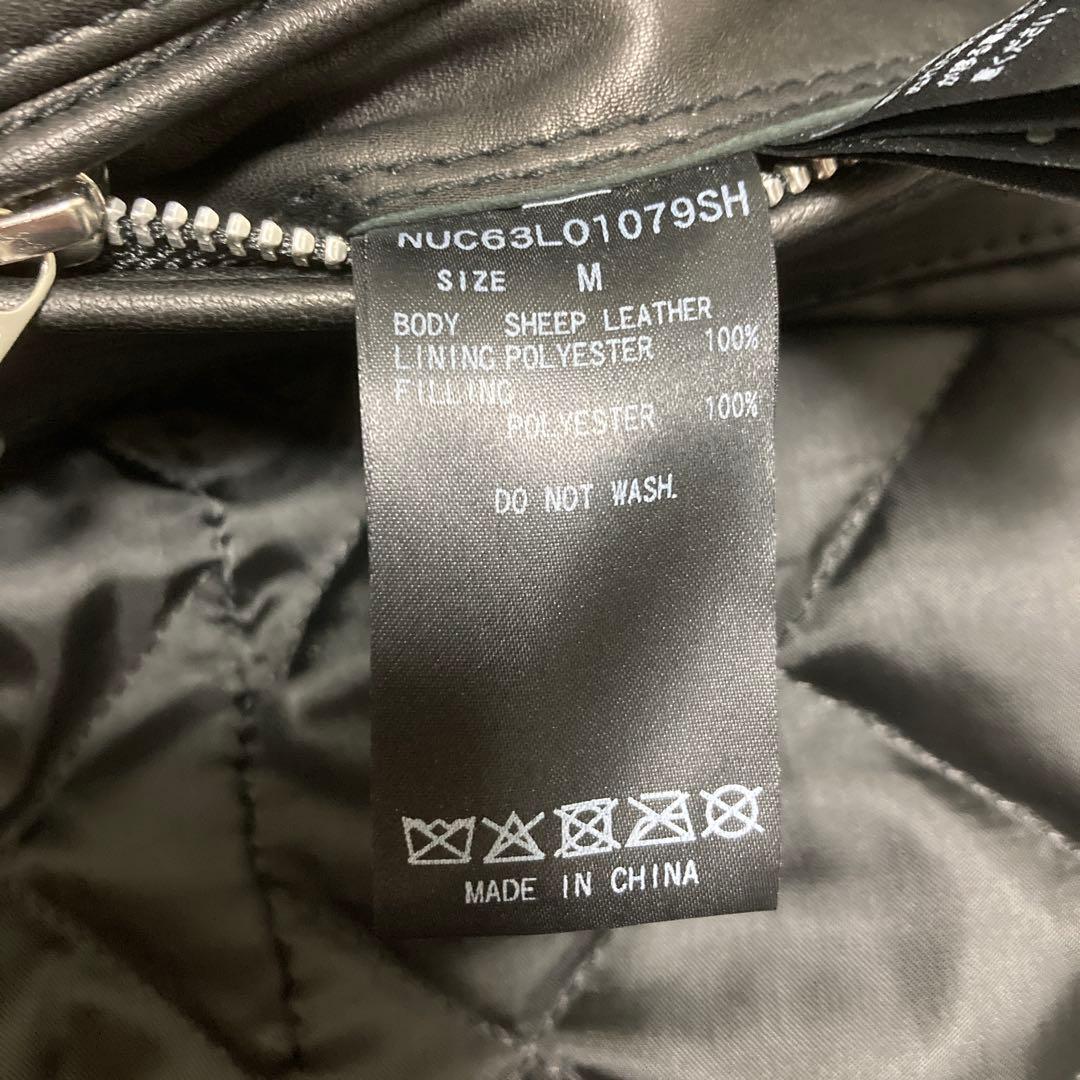 NUC63L01079SH
SIZE M
BODY SHEEP LEATHER
LINING POLYESTER 100%
FILLING
POLYESTER 100%
DO NOT WASH.
MADE IN CHINA